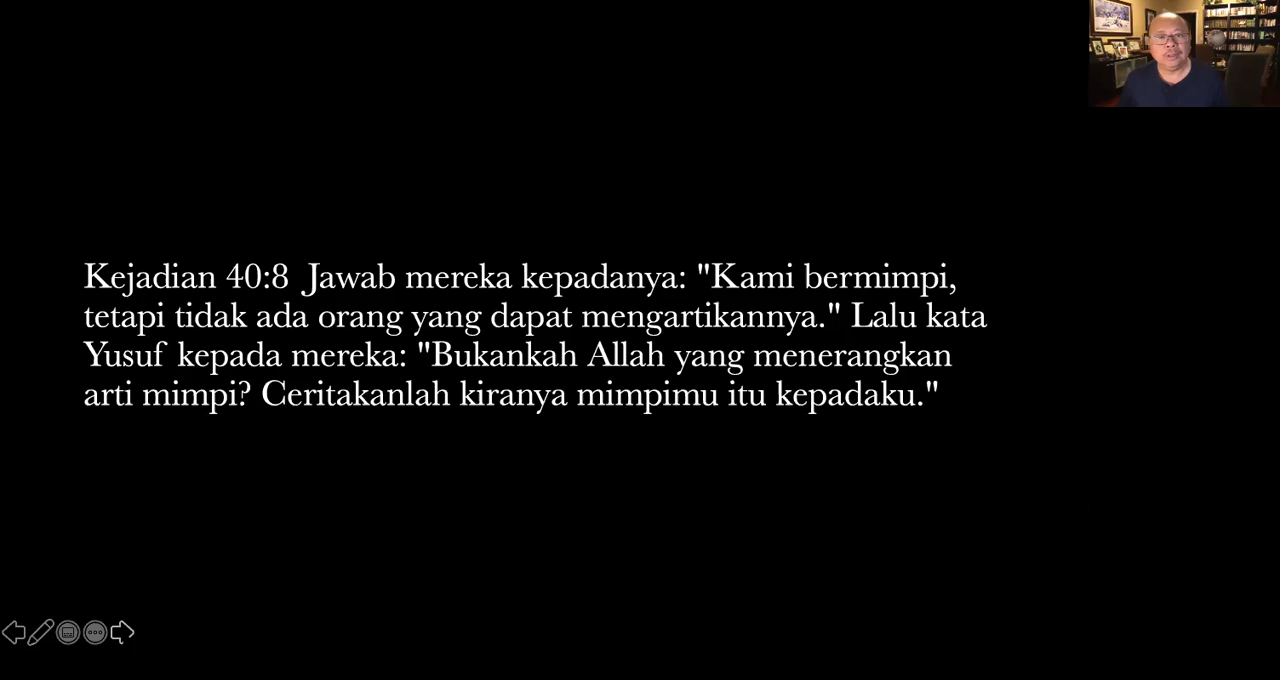 Kejadian 40:8  Jawab mereka kepadanya: "Kami bermimpi,
tetapi tidak ada orang yang dapat mengartikannya." Lalu kata
Yusuf kepada mereka: "Bukankah Allah yang menerangkan
arti mimpi? Ceritakanlah kiranya mimpimu itu kepadaku."